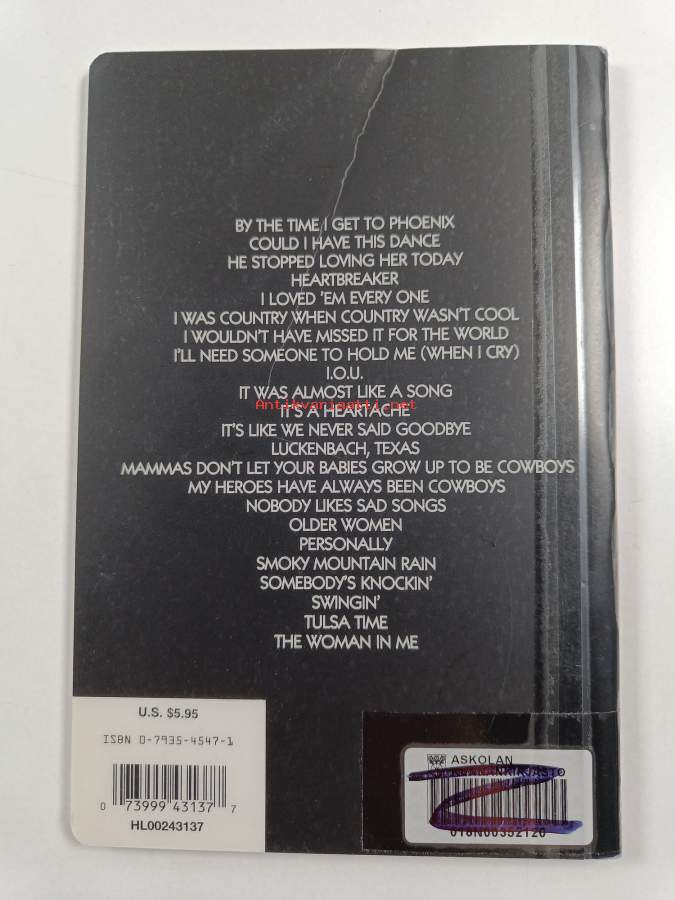 BY THE TIME I GET TO PHOENIX
COULD I HAVE THIS DANCE
HE STOPPED LOVING HER TODAY
HEARTBREAKER
I LOVED 'EM EVERY ONE
I WAS COUNTRY WHEN COUNTRY WASN'T COOL
I WOULDN'T HAVE MISSED IT FOR THE WORLD
I'LL NEED SOMEONE TO HOLD ME (WHEN I CRY)
I.O.U.
IT WAS ALMOST LIKE A SONG
Antikvariaatti.net
IT'S A HEARTACHE
IT'S LIKE WE NEVER SAID GOODBYE
LUCKENBACH, TEXAS
MAMMAS DON'T LET YOUR BABIES GROW UP TO BE COWBOYS
MY HEROES HAVE ALWAYS BEEN COWBOYS
NOBODY LIKES SAD SONGS
OLDER WOMEN
PERSONALLY
SMOKY MOUNTAIN RAIN
SOMEBODY'S KNOCKIN'
SWINGIN'
TULSA TIME
THE WOMAN IN ME
U.S. $5.95
ISBN 0-7935-4547-1
0 73999 43137 7
HL00243137
ASKOLAN
018N00352120